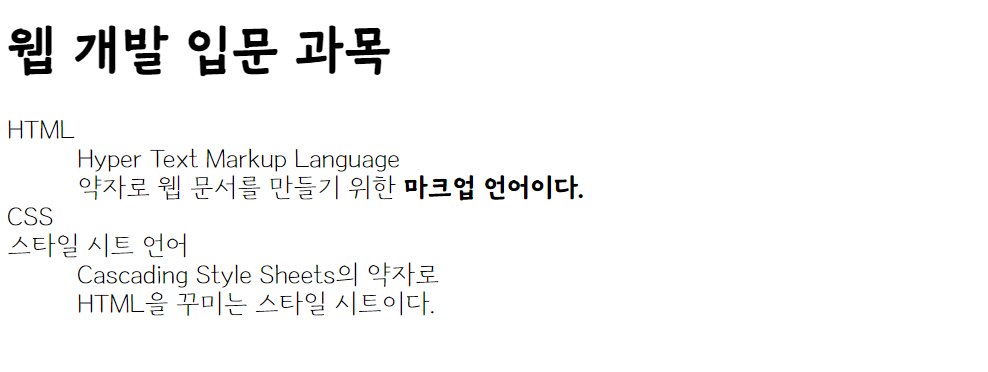 웹 개발 입문 과목
HTML
Hyper Text Markup Language
약자로 웹 문서를 만들기 위한 마크업 언어이다.
CSS
스타일 시트 언어
Cascading Style Sheets의 약자로
HTML을 꾸미는 스타일 시트이다.